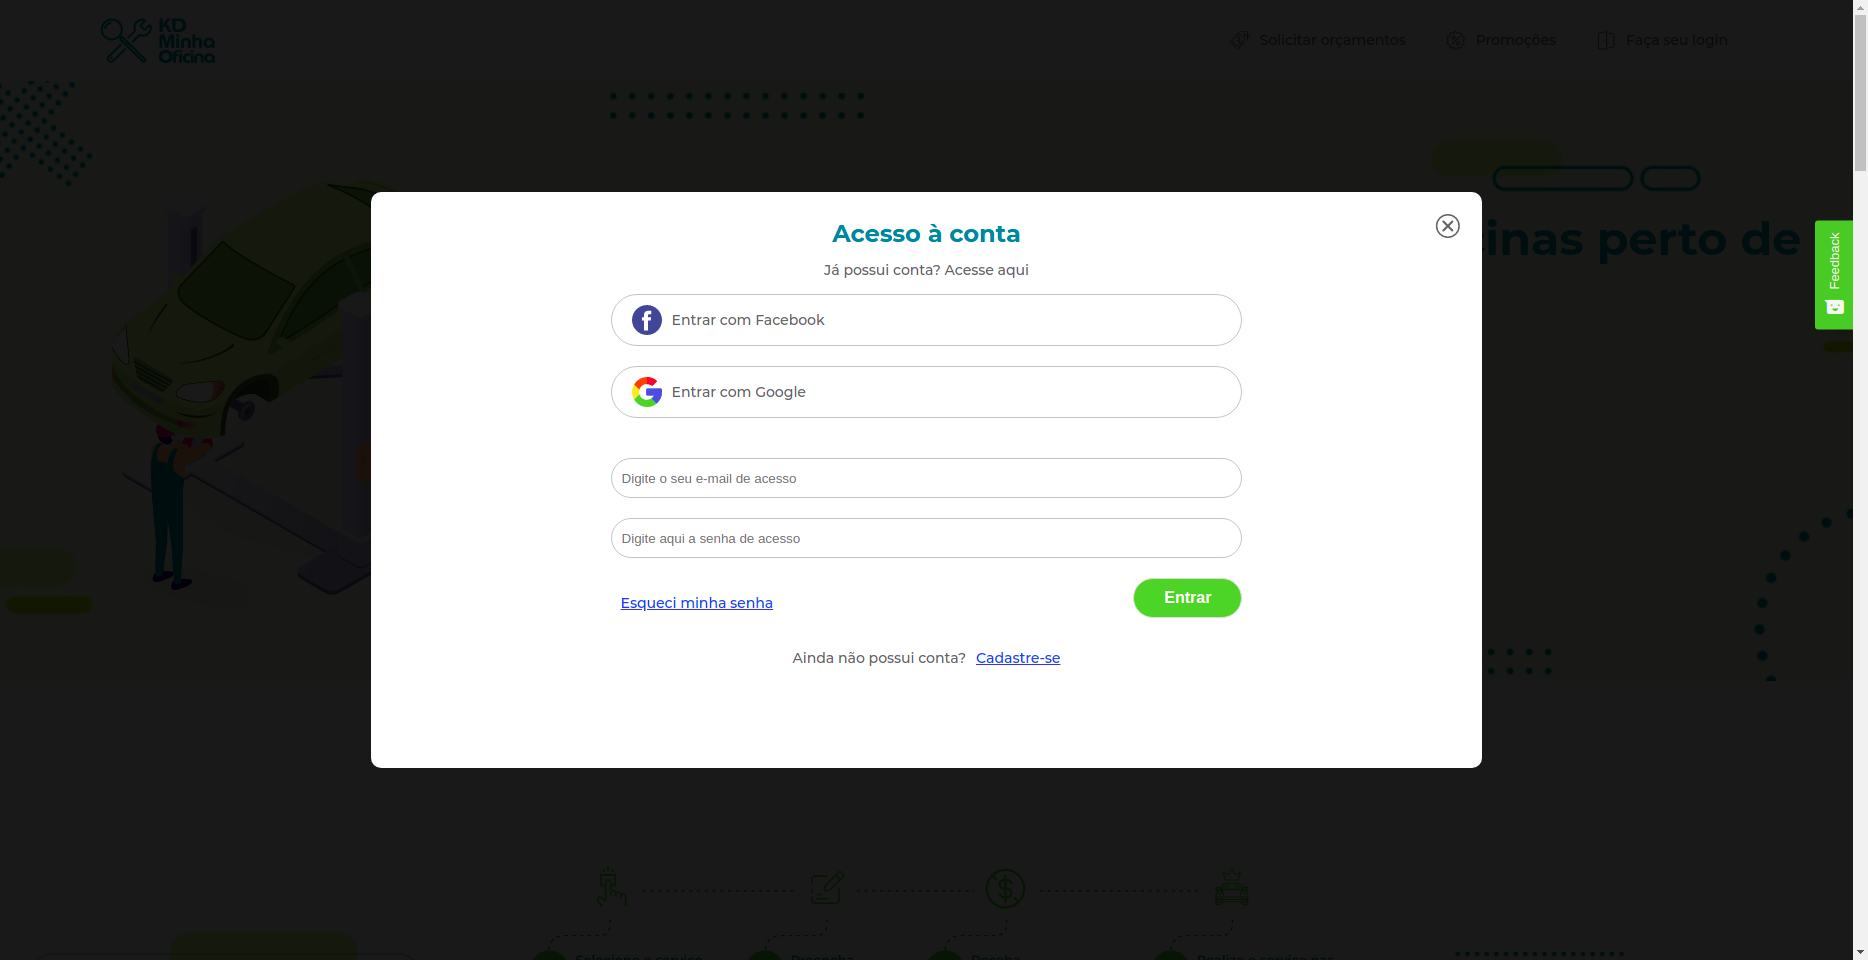 KD
Minha
Oficina
Solicitar orçamentos
Promoções
Faça seu login
inas perto de
Feedback
Acesso à conta
Já possui conta? Acesse aqui
Entrar com Facebook
Entrar com Google
Digite o seu e-mail de acesso
Digite aqui a senha de acesso
Esqueci minha senha
Entrar
Ainda não possui conta? Cadastre-se